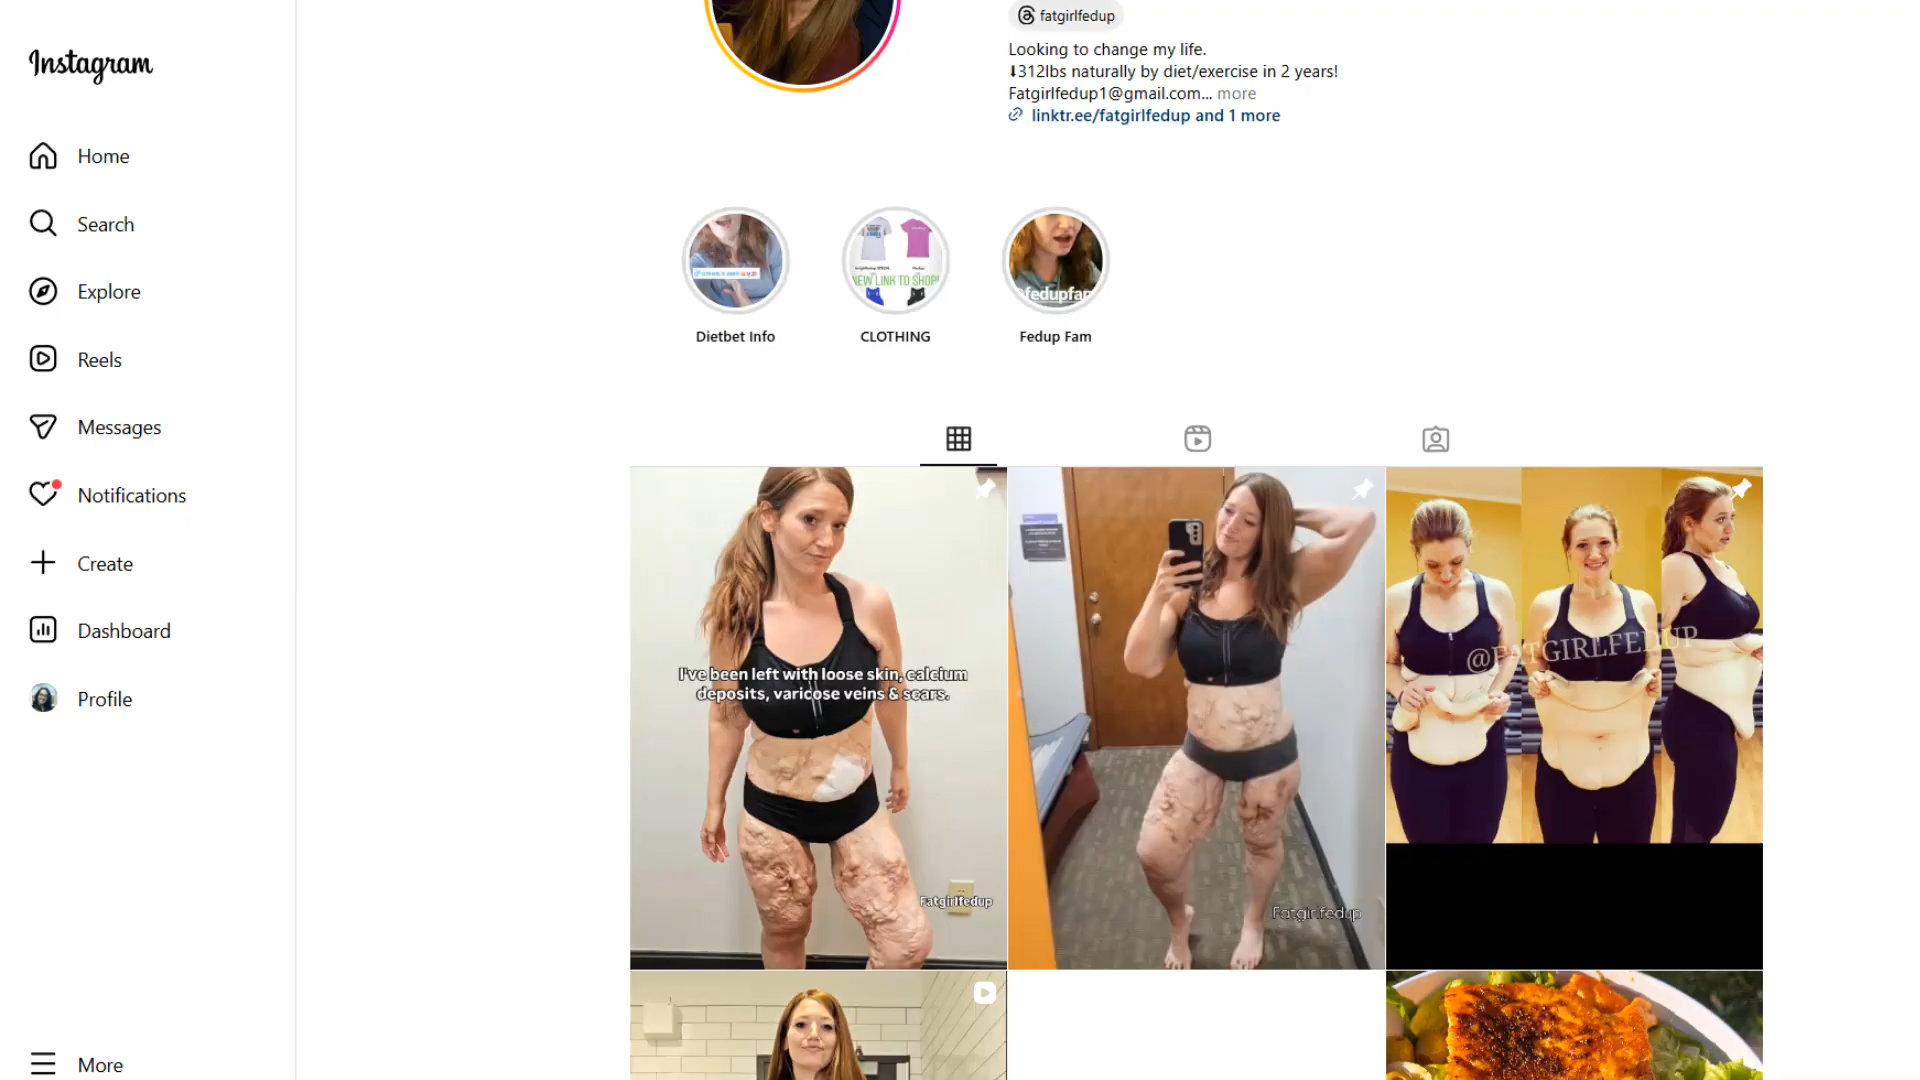 Instagram
Home
Search
Explore
Reels
Messages
Notifications
Create
Dashboard
Profile
More
fatgirlfedup
Looking to change my life.
⬇312lbs naturally by diet/exercise in 2 years!
Fatgirlfedup1@gmail.com... more
linktr.ee/fatgirlfedup and 1 more
NEW LINK TO SHOP!
fedupfam
Dietbet Info
CLOTHING
Fedup Fam
I've been left with loose skin, calcium
deposits, varicose veins & scars.
Fatgirlfedup
Fatgirlfedup
@FATGIRLFEDUP